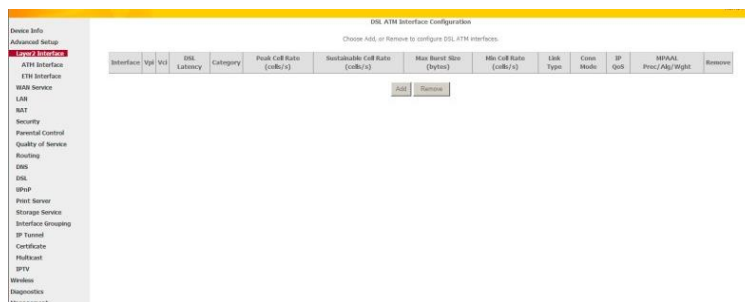 DSL ATM Interface Configuration
Device Info
Advanced Setup
Choose Add, or Remove to configure DSL ATM interfaces.
Layer2 Interface
ATM Interface
ETH Interface
Interface Vpi Vci DSL Latency Category Peak Cell Rate (cells/s) Sustainable Cell Rate (cells/s) Max Burst Size (bytes) Min Cell Rate (cells/s) Link Type Conn Mode IP QoS MPAAL Prec/Alg/Wght Remove
Add Remove
WAN Service
LAN
NAT
Security
Parental Control
Quality of Service
Routing
DNS
DSL
UPnP
Print Server
Storage Service
Interface Grouping
IP Tunnel
Certificate
Multicast
IPTV
Wireless
Diagnostics